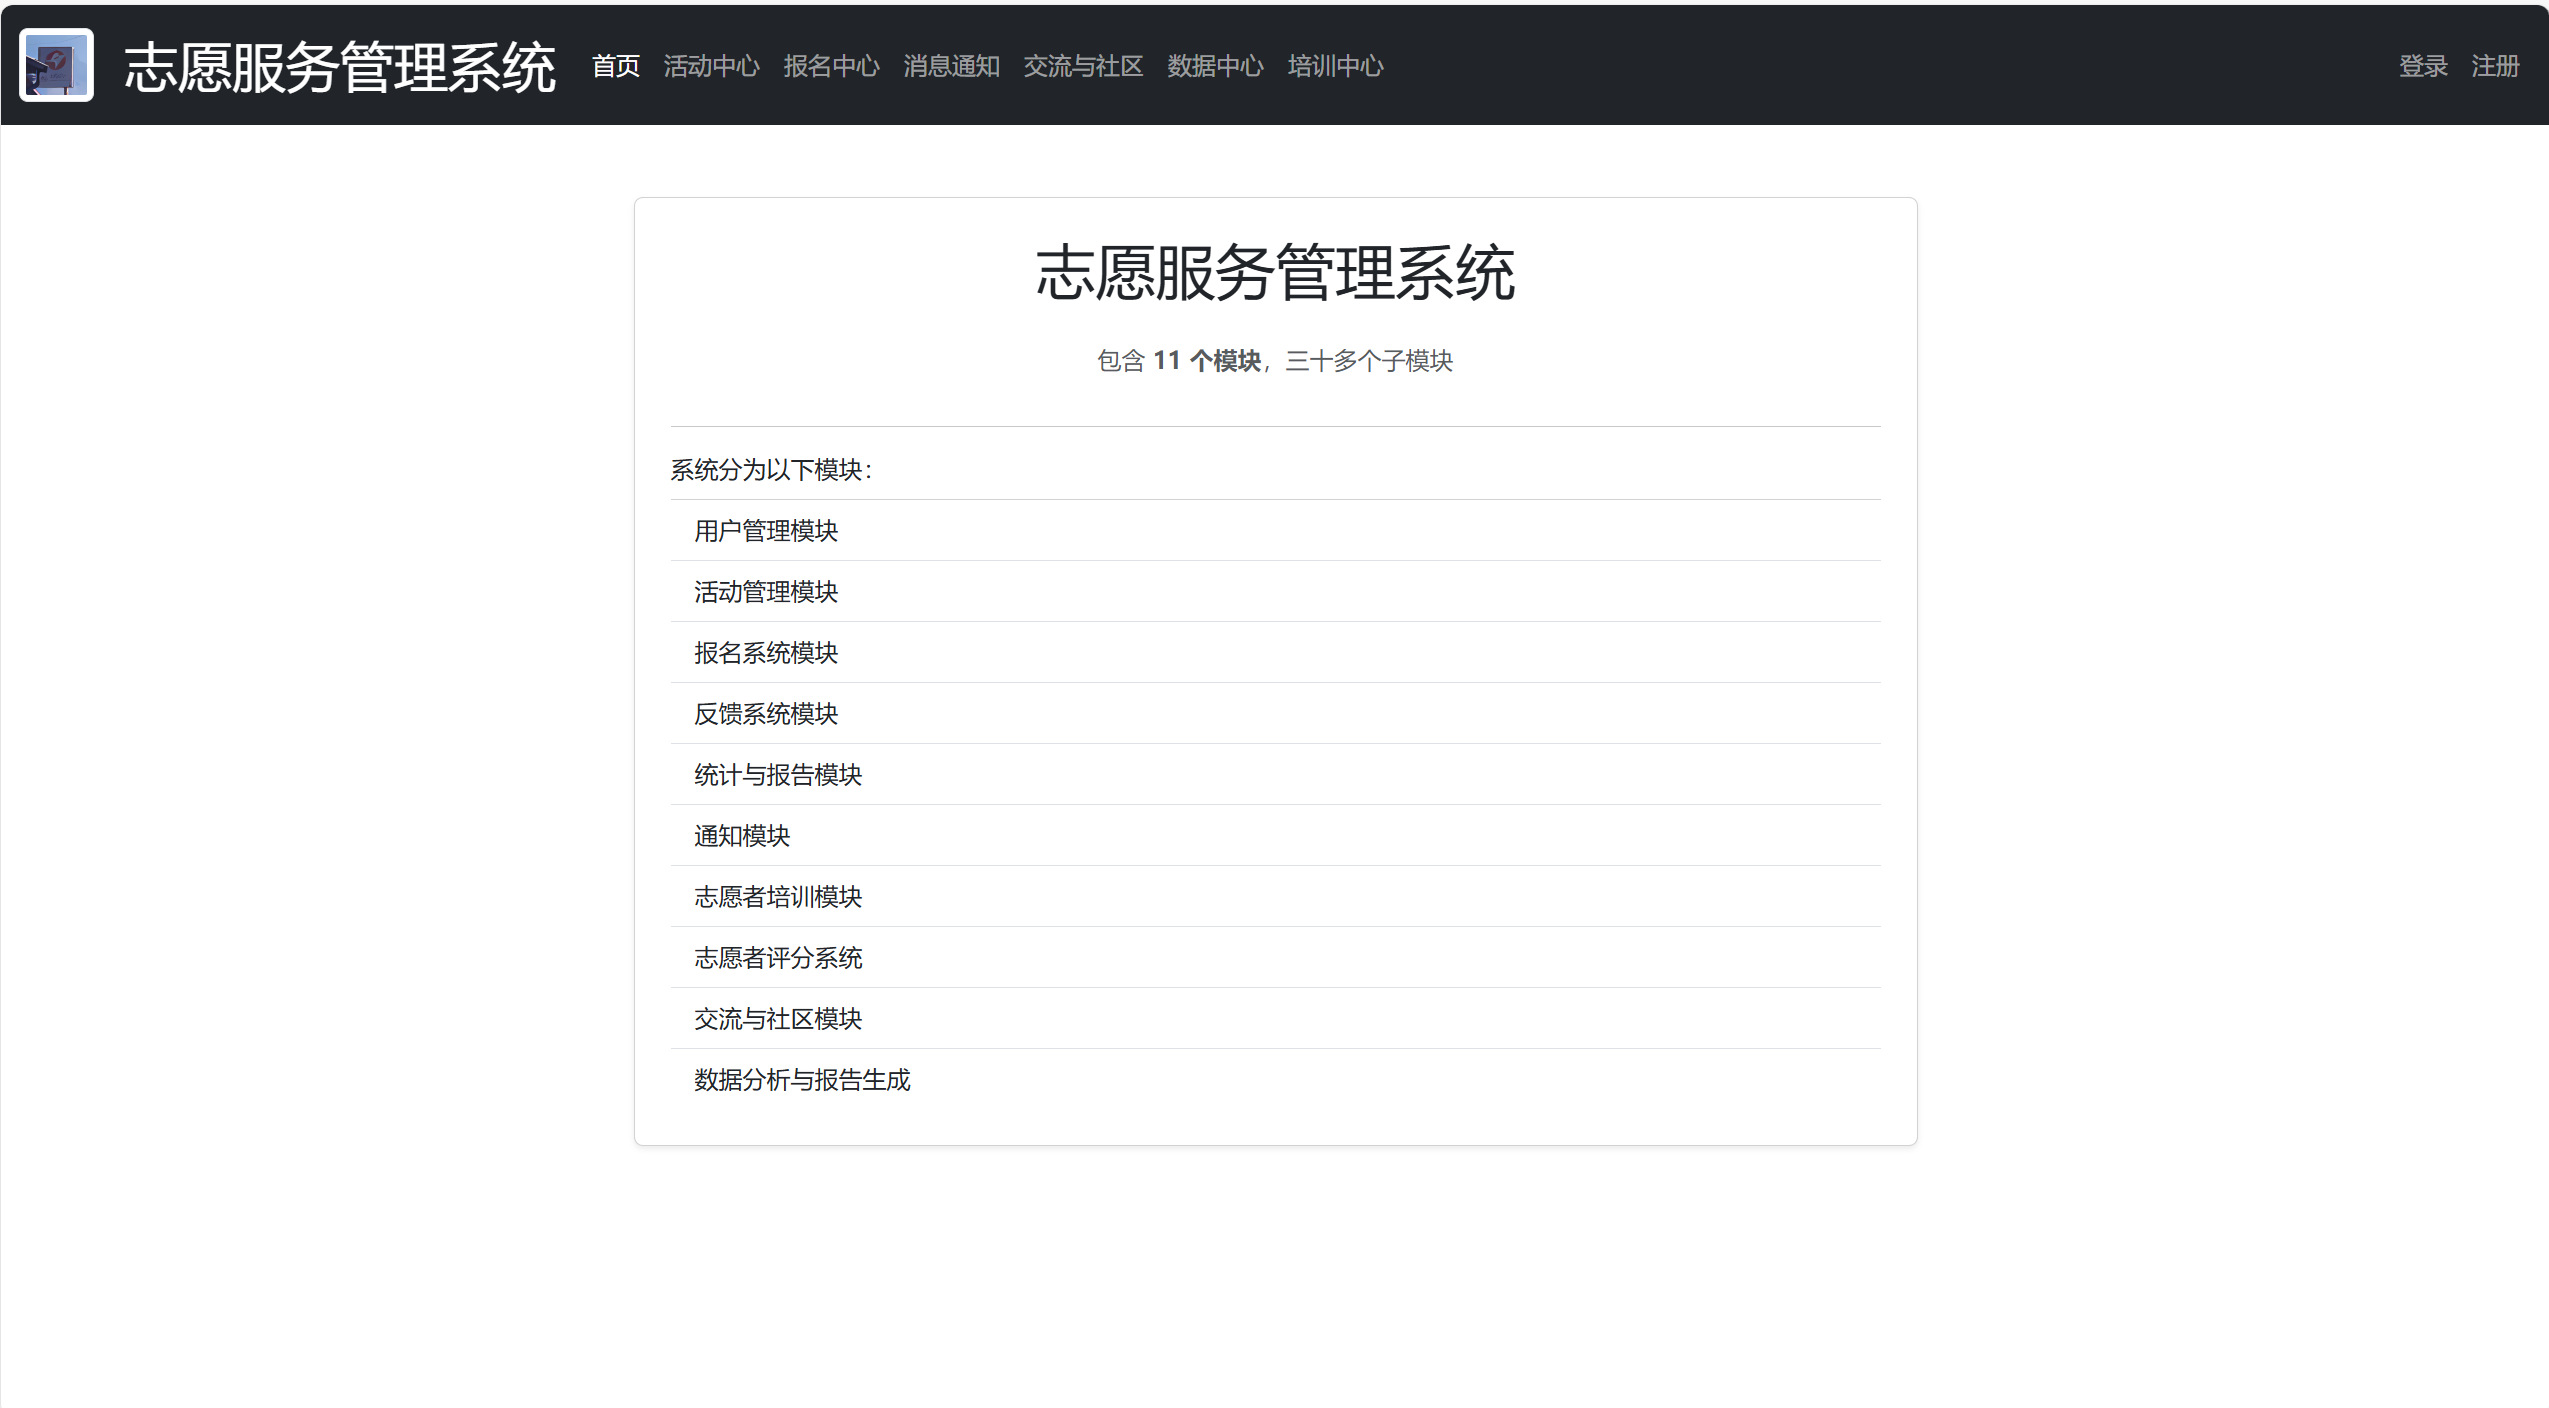 志愿服务管理系统 首页 活动中心 报名中心 消息通知 交流与社区 数据中心 培训中心 登录 注册
志愿服务管理系统
包含 11 个模块，三十多个子模块
系统分为以下模块：
用户管理模块
活动管理模块
报名系统模块
反馈系统模块
统计与报告模块
通知模块
志愿者培训模块
志愿者评分系统
交流与社区模块
数据分析与报告生成